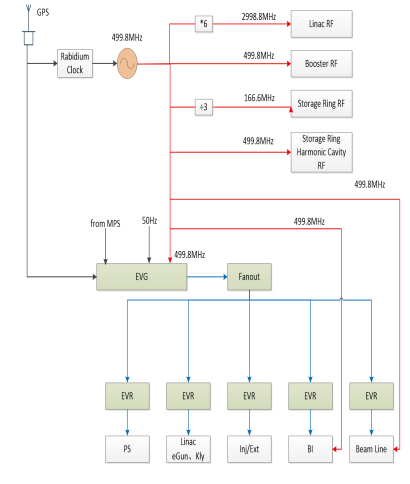 GPS
499.8MHz
Rabidium
Clock
*6
2998.8MHz
Linac RF
499.8MHz
Booster RF
÷3
166.6MHz
Storage Ring RF
499.8MHz
Storage Ring
Harmonic Cavity
RF
499.8MHz
499.8MHz
from MPS
50Hz
499.8MHz
EVG
Fanout
EVR
EVR
EVR
EVR
EVR
PS
Linac
eGun、Kly
Inj/Ext
BI
Beam Line